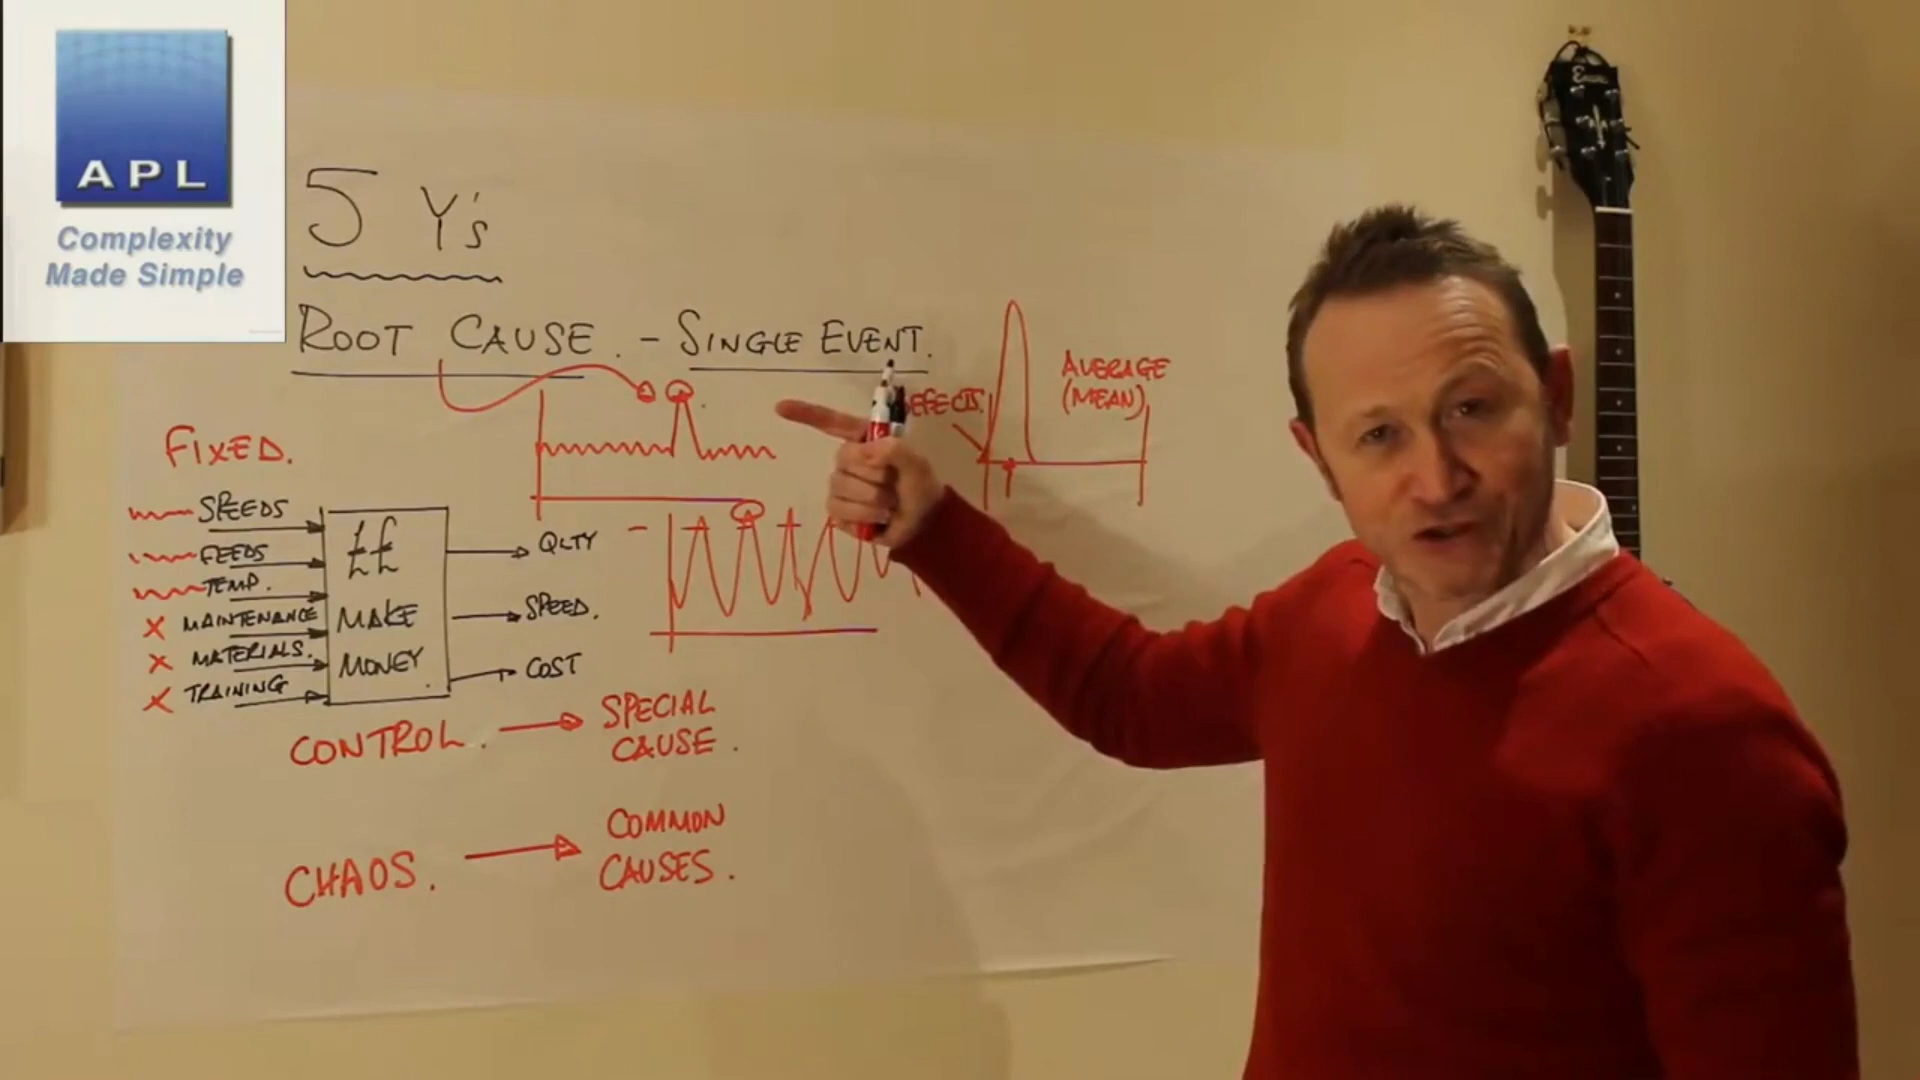 APL
Complexity
Made Simple
5 Y's
ROOT CAUSE. - SINGLE EVENT.
AVERAGE
(MEAN)
FIXED.
SPEEDS
FEEDS
TEMP.
MAINTENANCE
MATERIALS.
TRAINING
££
MAKE
MONEY.
QLTY
SPEED.
COST
CONTROL.
SPECIAL
CAUSE.
CHAOS.
COMMON
CAUSES.